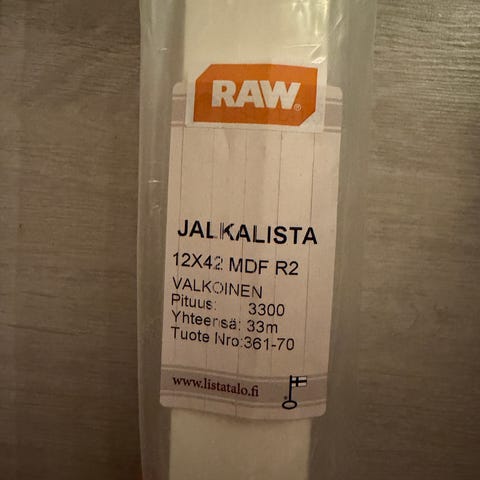 RAW®
JALKALISTA
12X42 MDF R2
VALKOINEN
Pituus: 3300
Yhteensä: 33m
Tuote Nro:361-70
www.listatalo.fi